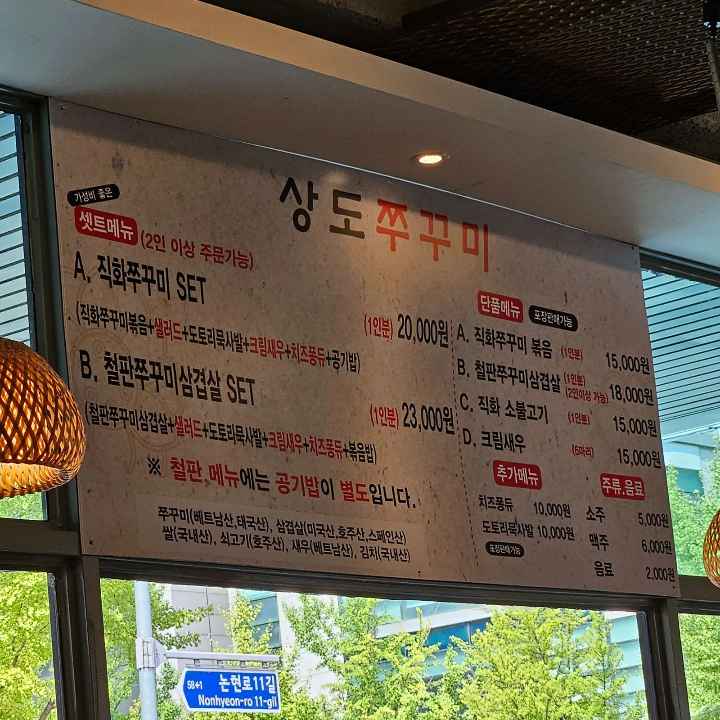 상도쭈꾸미
가성비 좋은
셋트메뉴 (2인 이상 주문가능)
A. 직화쭈꾸미 SET
(직화쭈꾸미볶음+샐러드+도토리묵사발+크림새우+치즈퐁듀+공기밥)
(1인분) 20,000원
B. 철판쭈꾸미삼겹살 SET
(철판쭈꾸미삼겹살+샐러드+도토리묵사발+크림새우+치즈퐁듀+볶음밥)
(1인분) 23,000원
※ 철판 메뉴에는 공기밥이 별도입니다.
쭈꾸미(베트남산,태국산), 삼겹살(미국산,호주산,스페인산)
쌀(국내산), 쇠고기(호주산), 새우(베트남산), 김치(국내산)
단품메뉴 포장판매가능
A. 직화쭈꾸미 볶음 (1인분) 15,000원
B. 철판쭈꾸미삼겹살 (1인분) 2인이상 가능) 18,000원
C. 직화 소불고기 (1인분) 15,000원
D. 크림새우 (6마리) 15,000원
추가메뉴
치즈퐁듀 10,000원
도토리묵사발 10,000원
포장판매가능
주류.음료
소주 5,000원
맥주 6,000원
음료 2,000원
논현로11길
Nonhyeon-ro 11-gil